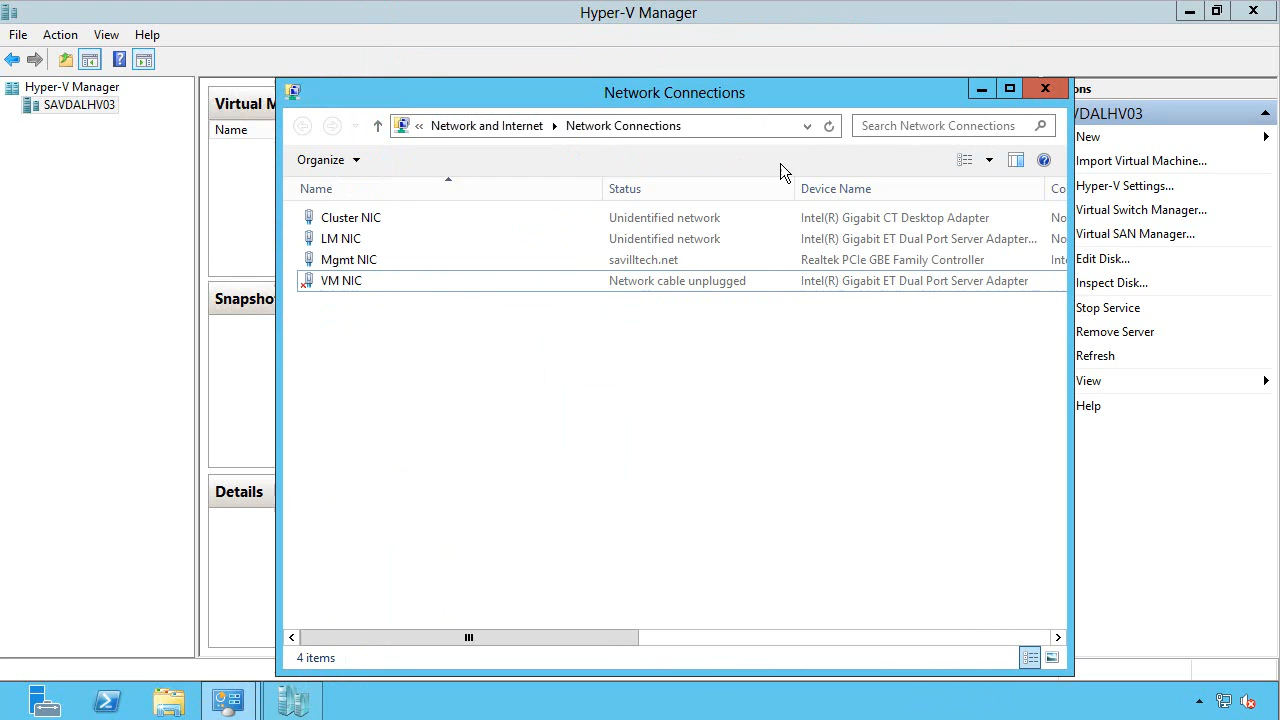 Hyper-V Manager
File Action View Help
Hyper-V Manager
SAVDALHV03
Virtual M
Name
Snapsho
Details
Network Connections
Network and Internet Network Connections
Search Network Connections
Organize
Name Status Device Name Co
Cluster NIC Unidentified network Intel(R) Gigabit CT Desktop Adapter No
LM NIC Unidentified network Intel(R) Gigabit ET Dual Port Server Adapter... No
Mgmt NIC savilltech.net Realtek PCIe GBE Family Controller Inte
VM NIC Network cable unplugged Intel(R) Gigabit ET Dual Port Server Adapter
4 items
ons
VDALHV03
New
Import Virtual Machine...
Hyper-V Settings...
Virtual Switch Manager...
Virtual SAN Manager...
Edit Disk...
Inspect Disk...
Stop Service
Remove Server
Refresh
View
Help